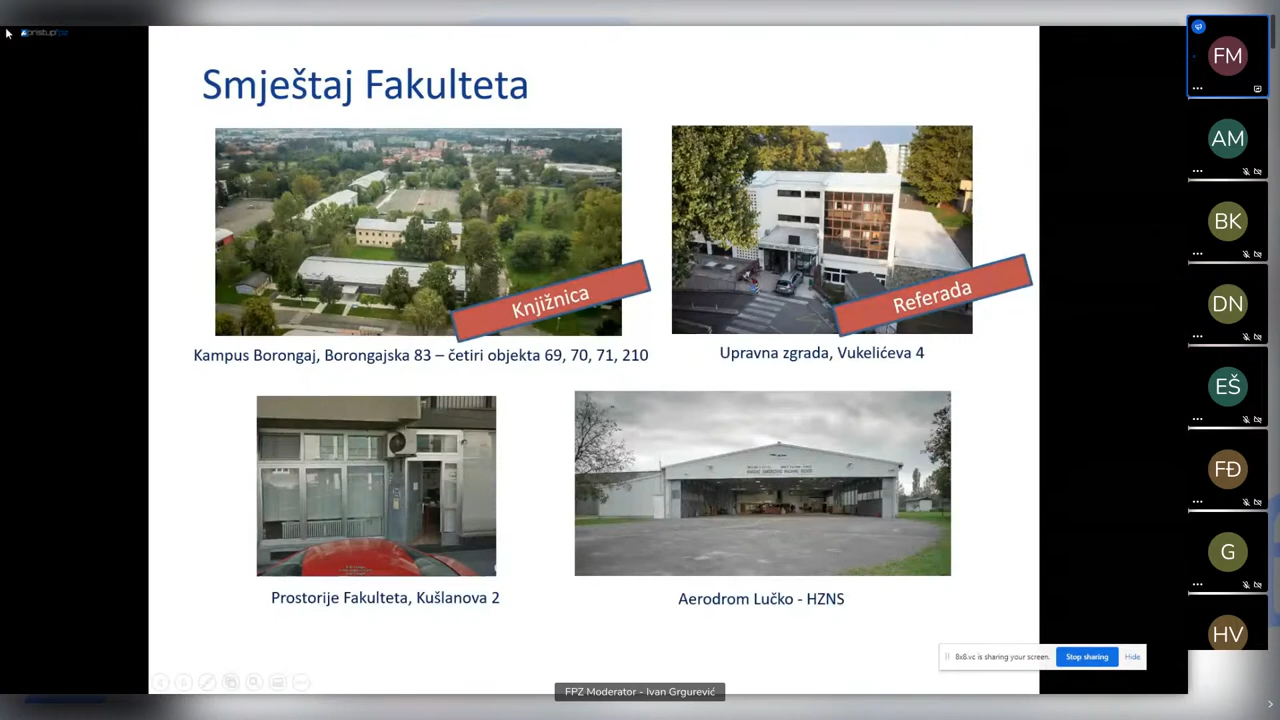 pristupfpz
Smještaj Fakulteta
Knjižnica
Referada
Kampus Borongaj, Borongajska 83 – četiri objekta 69, 70, 71, 210
Upravna zgrada, Vukelićeva 4
Prostorije Fakulteta, Kušlanova 2
Aerodrom Lučko - HZNS
8x8.vc is sharing your screen.
Stop sharing
Hide
FPZ Moderator - Ivan Grgurević
FM
AM
BK
DN
EŠ
FĐ
G
HV